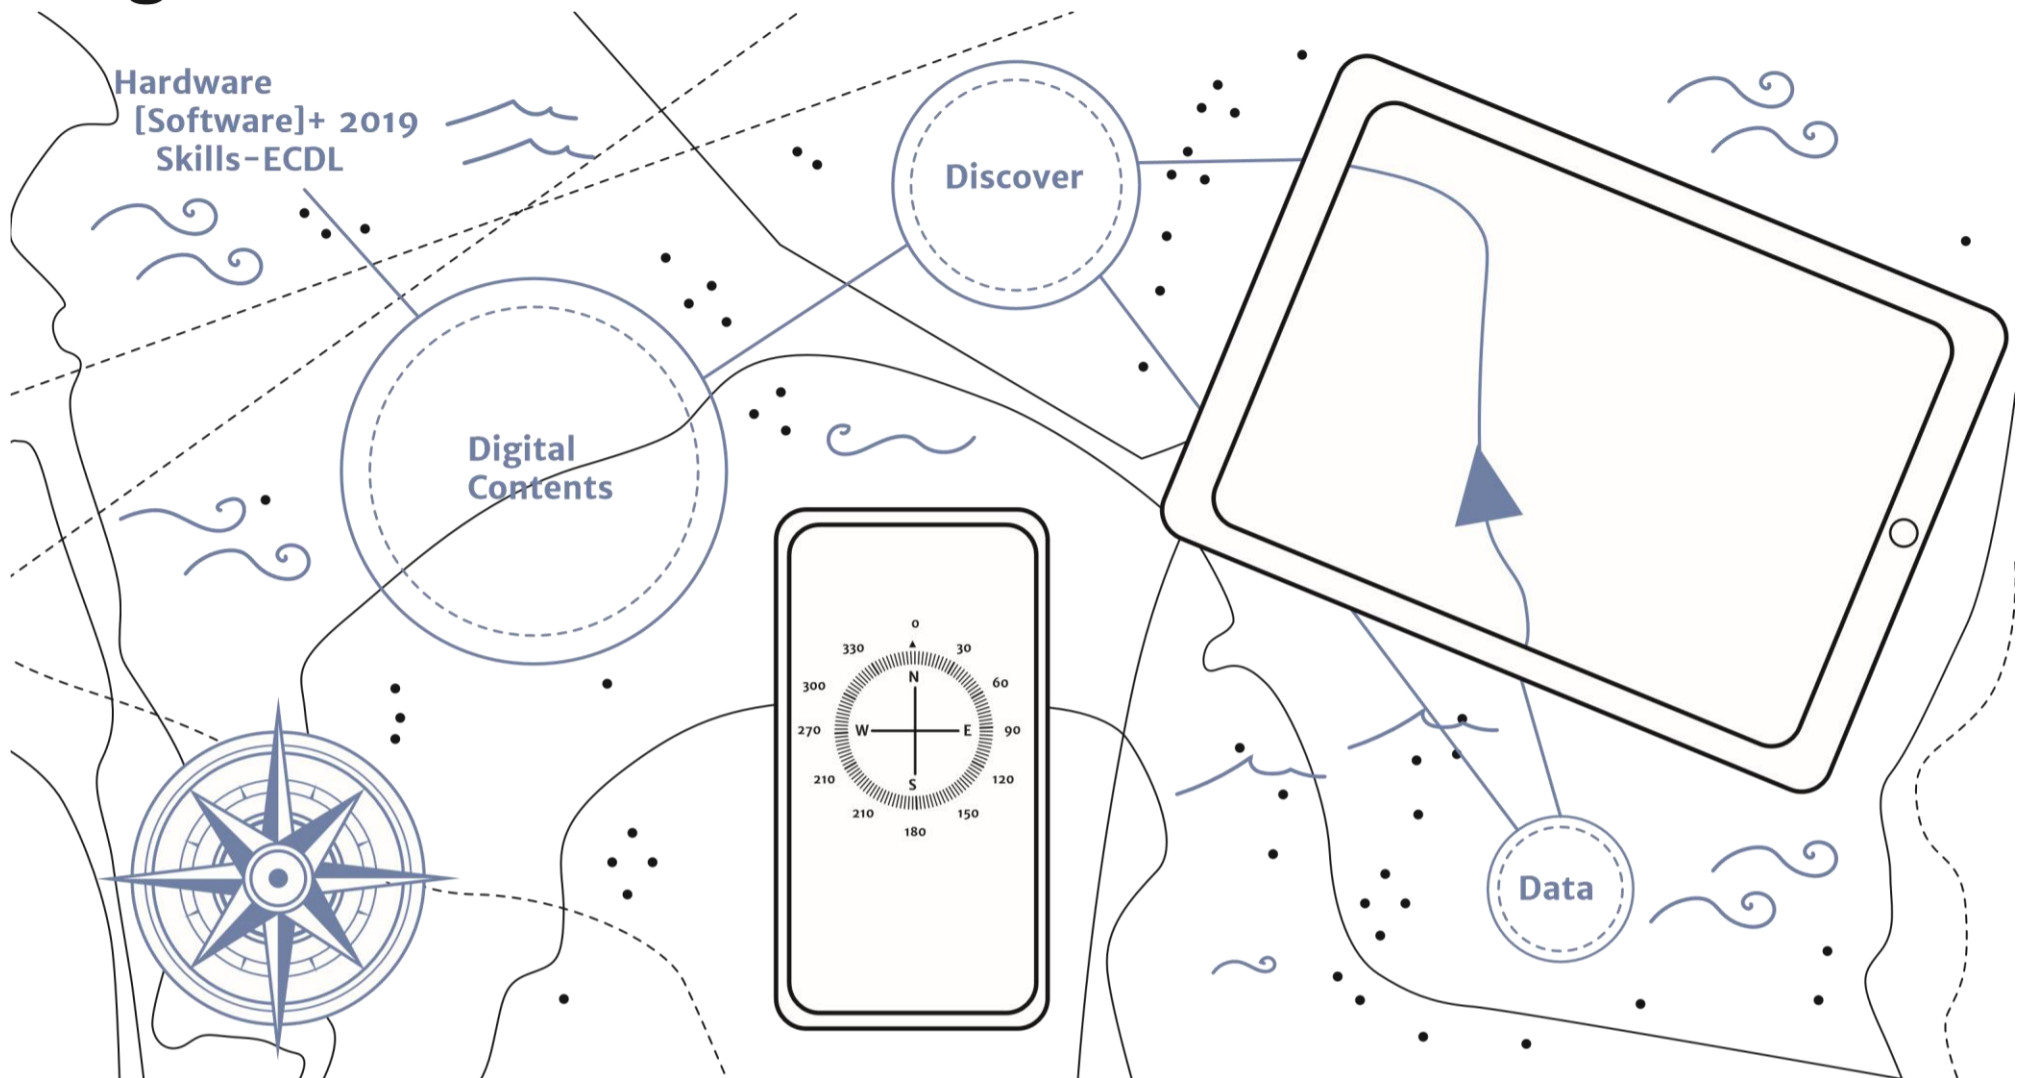 Hardware
[Software]+ 2019
Skills-ECDL
Discover
Digital
Contents
0
330 30
N
300 60
270 W E 90
210 S 120
210 150
180
Data